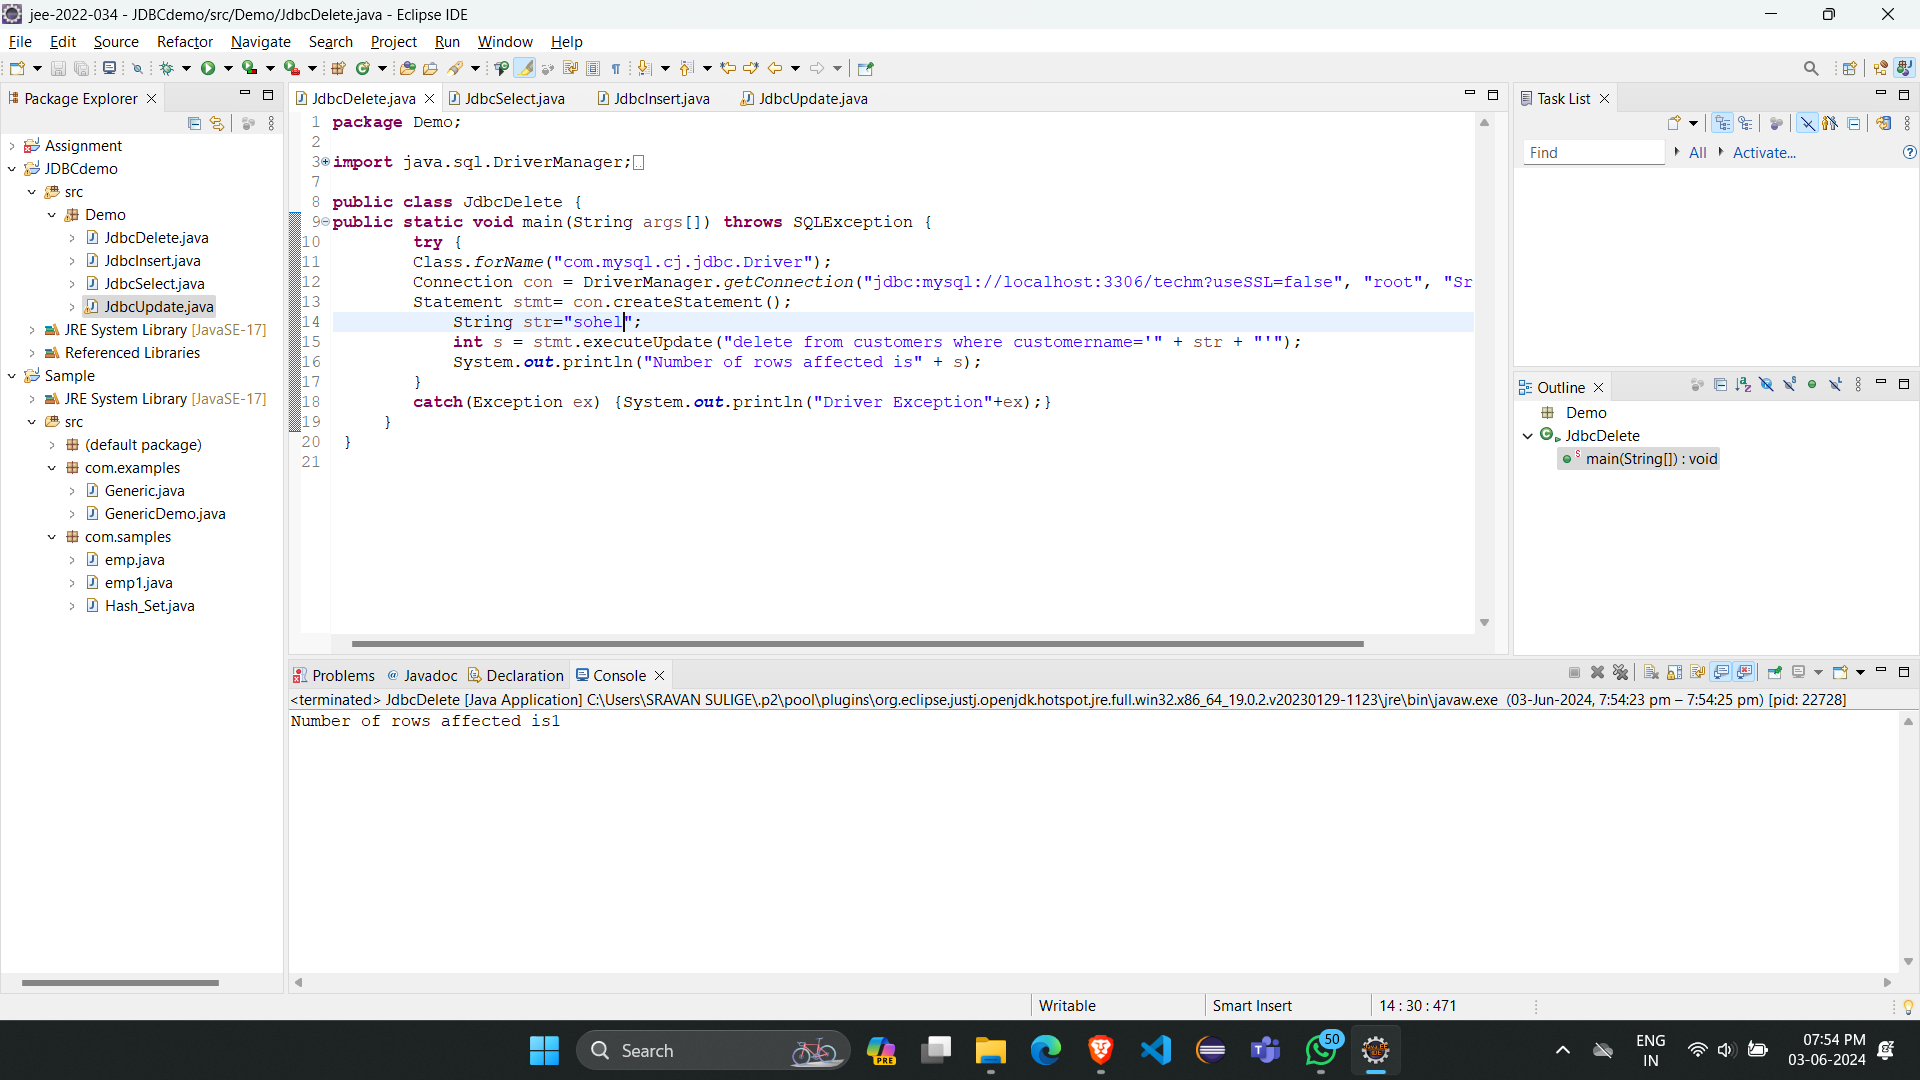 jee-2022-034 - JDBCdemo/src/Demo/JdbcDelete.java - Eclipse IDE
File Edit Source Refactor Navigate Search Project Run Window Help
Package Explorer
JdbcDelete.java JdbcSelect.java JdbcInsert.java JdbcUpdate.java
Assignment
JDBCdemo
src
Demo
JdbcDelete.java
JdbcInsert.java
JdbcSelect.java
JdbcUpdate.java
JRE System Library [JavaSE-17]
Referenced Libraries
Sample
JRE System Library [JavaSE-17]
src
(default package)
com.examples
Generic.java
GenericDemo.java
com.samples
emp.java
emp1.java
Hash_Set.java
1 package Demo;
2
3 import java.sql.DriverManager;
7
8 public class JdbcDelete {
9 public static void main(String args[]) throws SQLException {
10 try {
11 Class.forName("com.mysql.cj.jdbc.Driver");
12 Connection con = DriverManager.getConnection("jdbc:mysql://localhost:3306/techm?useSSL=false", "root", "Sr
13 Statement stmt= con.createStatement();
14 String str="sohel";
15 int s = stmt.executeUpdate("delete from customers where customername='" + str + "'");
16 System.out.println("Number of rows affected is" + s);
17 }
18 catch(Exception ex) {System.out.println("Driver Exception"+ex);}
19 }
20 }
21
Task List
Find All Activate...
Outline
Demo
JdbcDelete
main(String[]) : void
Problems @ Javadoc Declaration Console
<terminated> JdbcDelete [Java Application] C:\Users\SRAVAN SULIGE\.p2\pool\plugins\org.eclipse.justj.openjdk.hotspot.jre.full.win32.x86_64_19.0.2.v20230129-1123\jre\bin\javaw.exe (03-Jun-2024, 7:54:23 pm – 7:54:25 pm) [pid: 22728]
Number of rows affected is1
Writable Smart Insert 14 : 30 : 471
Search
PRE
50
ENG
IN
07:54 PM
03-06-2024